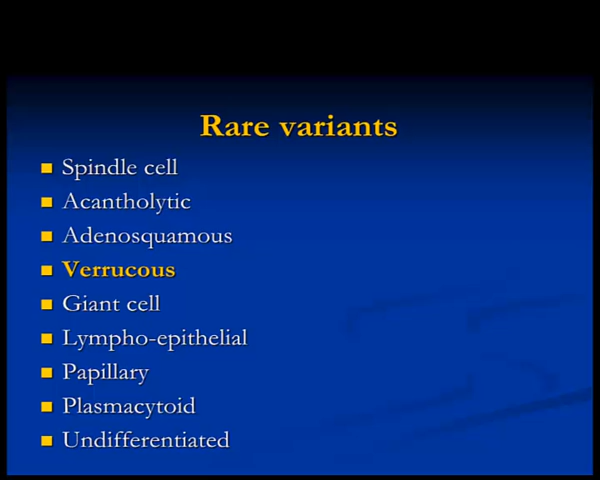 Rare variants
Spindle cell
Acantholytic
Adenosquamous
Verrucous
Giant cell
Lympho-epithelial
Papillary
Plasmacytoid
Undifferentiated